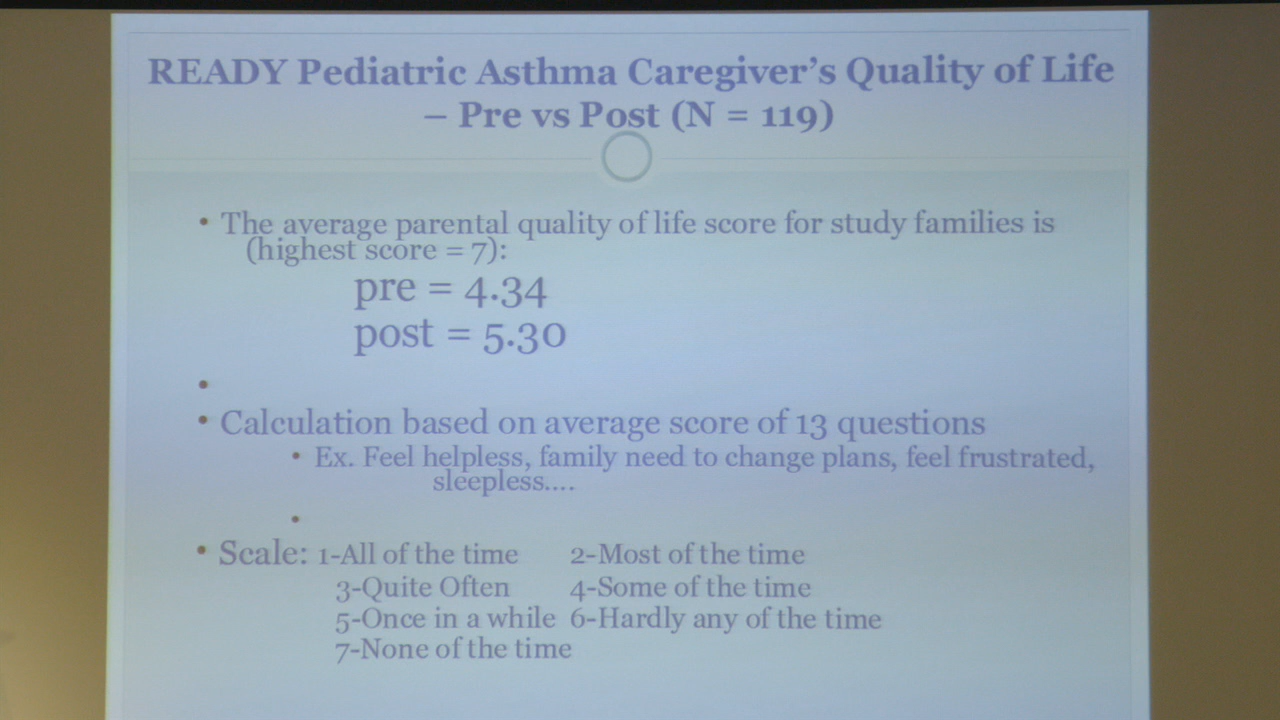 READY Pediatric Asthma Caregiver's Quality of Life
– Pre vs Post (N = 119)
• The average parental quality of life score for study families is
(highest score = 7):
pre = 4.34
post = 5.30
•
• Calculation based on average score of 13 questions
• Ex. Feel helpless, family need to change plans, feel frustrated,
sleepless....
•
• Scale: 1-All of the time 2-Most of the time
3-Quite Often 4-Some of the time
5-Once in a while 6-Hardly any of the time
7-None of the time